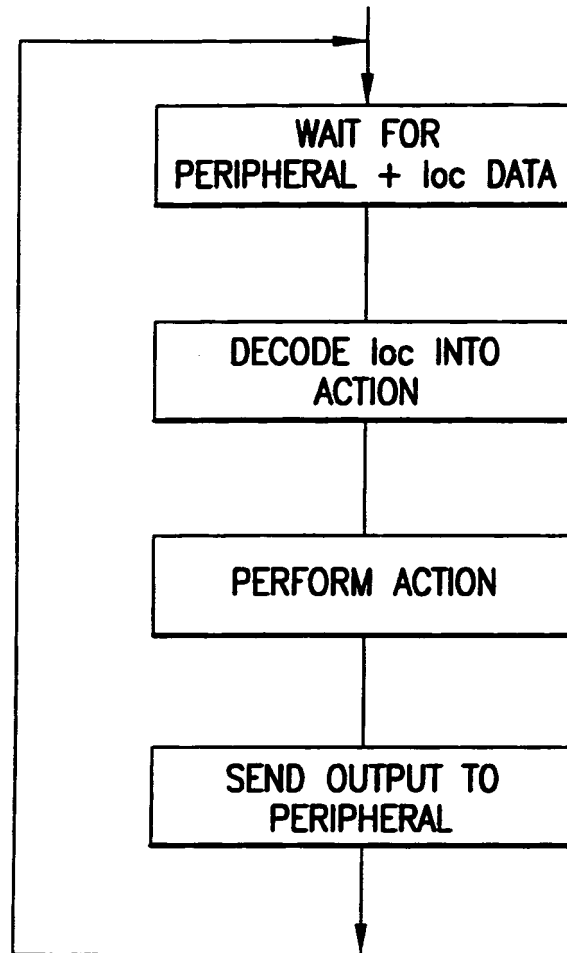 WAIT FOR
PERIPHERAL + loc DATA
DECODE loc INTO
ACTION
PERFORM ACTION
SEND OUTPUT TO
PERIPHERAL